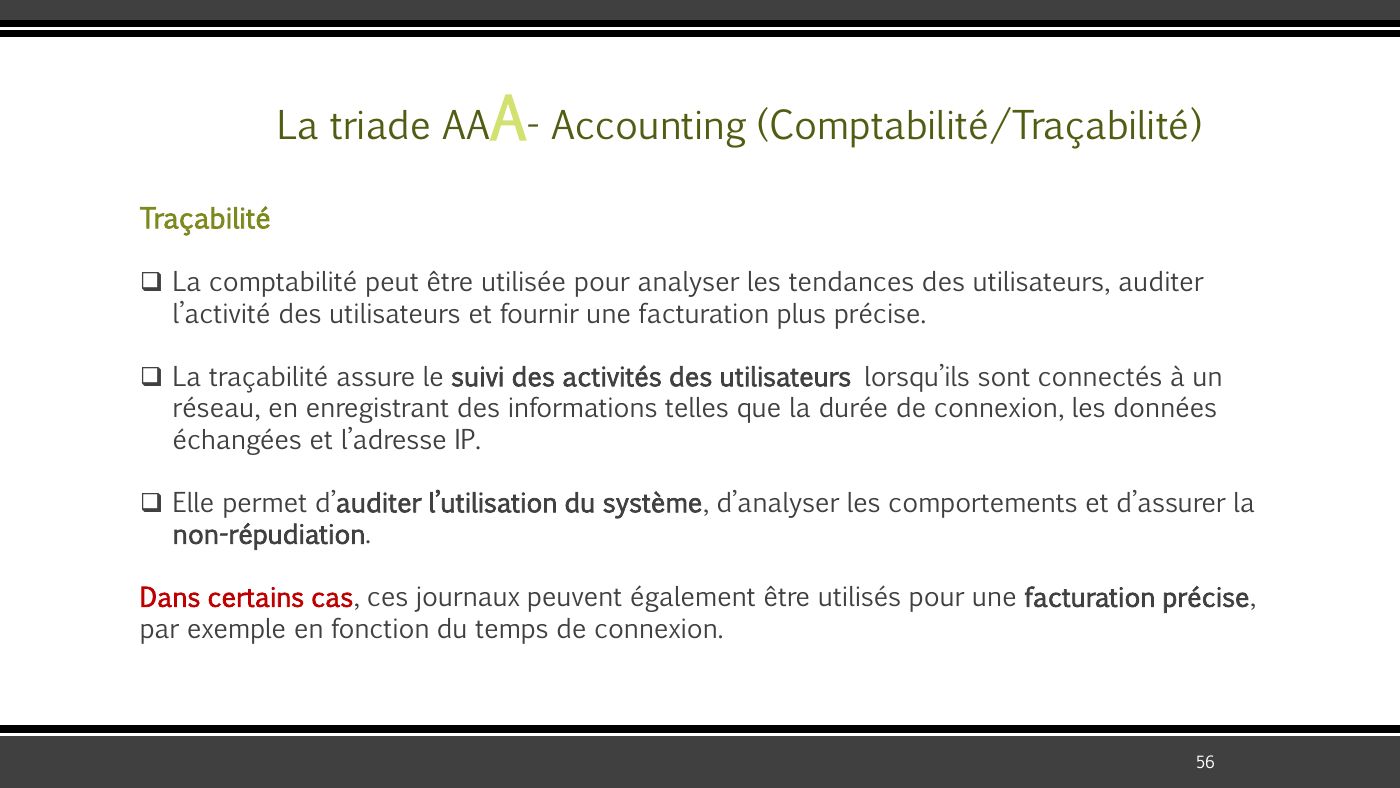 La triade AAA- Accounting (Comptabilité/Traçabilité)
Traçabilité
❑ La comptabilité peut être utilisée pour analyser les tendances des utilisateurs, auditer
l’activité des utilisateurs et fournir une facturation plus précise.
❑ La traçabilité assure le suivi des activités des utilisateurs lorsqu’ils sont connectés à un
réseau, en enregistrant des informations telles que la durée de connexion, les données
échangées et l’adresse IP.
❑ Elle permet d’auditer l’utilisation du système, d’analyser les comportements et d’assurer la
non-répudiation.
Dans certains cas, ces journaux peuvent également être utilisés pour une facturation précise,
par exemple en fonction du temps de connexion.
56